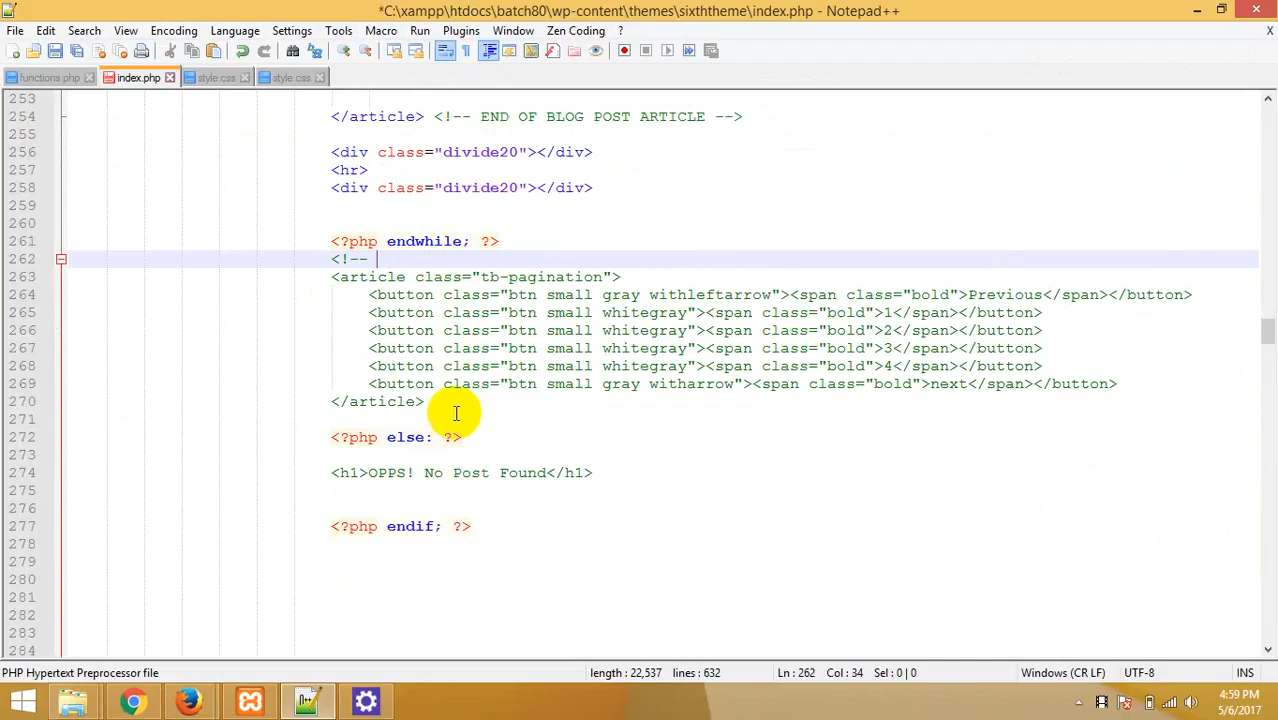 *C:\xampp\htdocs\batch80\wp-content\themes\sixththeme\index.php - Notepad++
File Edit Search View Encoding Language Settings Tools Macro Run Plugins Window Zen Coding ? X
functions.php index.php style.css style.css
253
254 </article> <!-- END OF BLOG POST ARTICLE -->
255
256 <div class="divide20"></div>
257 <hr>
258 <div class="divide20"></div>
259
260
261 <?php endwhile; ?>
262 <!--
263 <article class="tb-pagination">
264 <button class="btn small gray withleftarrow"><span class="bold">Previous</span></button>
265 <button class="btn small whitegray"><span class="bold">1</span></button>
266 <button class="btn small whitegray"><span class="bold">2</span></button>
267 <button class="btn small whitegray"><span class="bold">3</span></button>
268 <button class="btn small whitegray"><span class="bold">4</span></button>
269 <button class="btn small gray witharrow"><span class="bold">next</span></button>
270 </article>
271
272 <?php else: ?>
273
274 <h1>OPPS! No Post Found</h1>
275
276
277 <?php endif; ?>
278
279
280
281
282
283
284
PHP Hypertext Preprocessor file length : 22,537 lines : 632 Ln : 262 Col : 34 Sel : 0 | 0 Windows (CR LF) UTF-8 INS
4:59 PM
5/6/2017